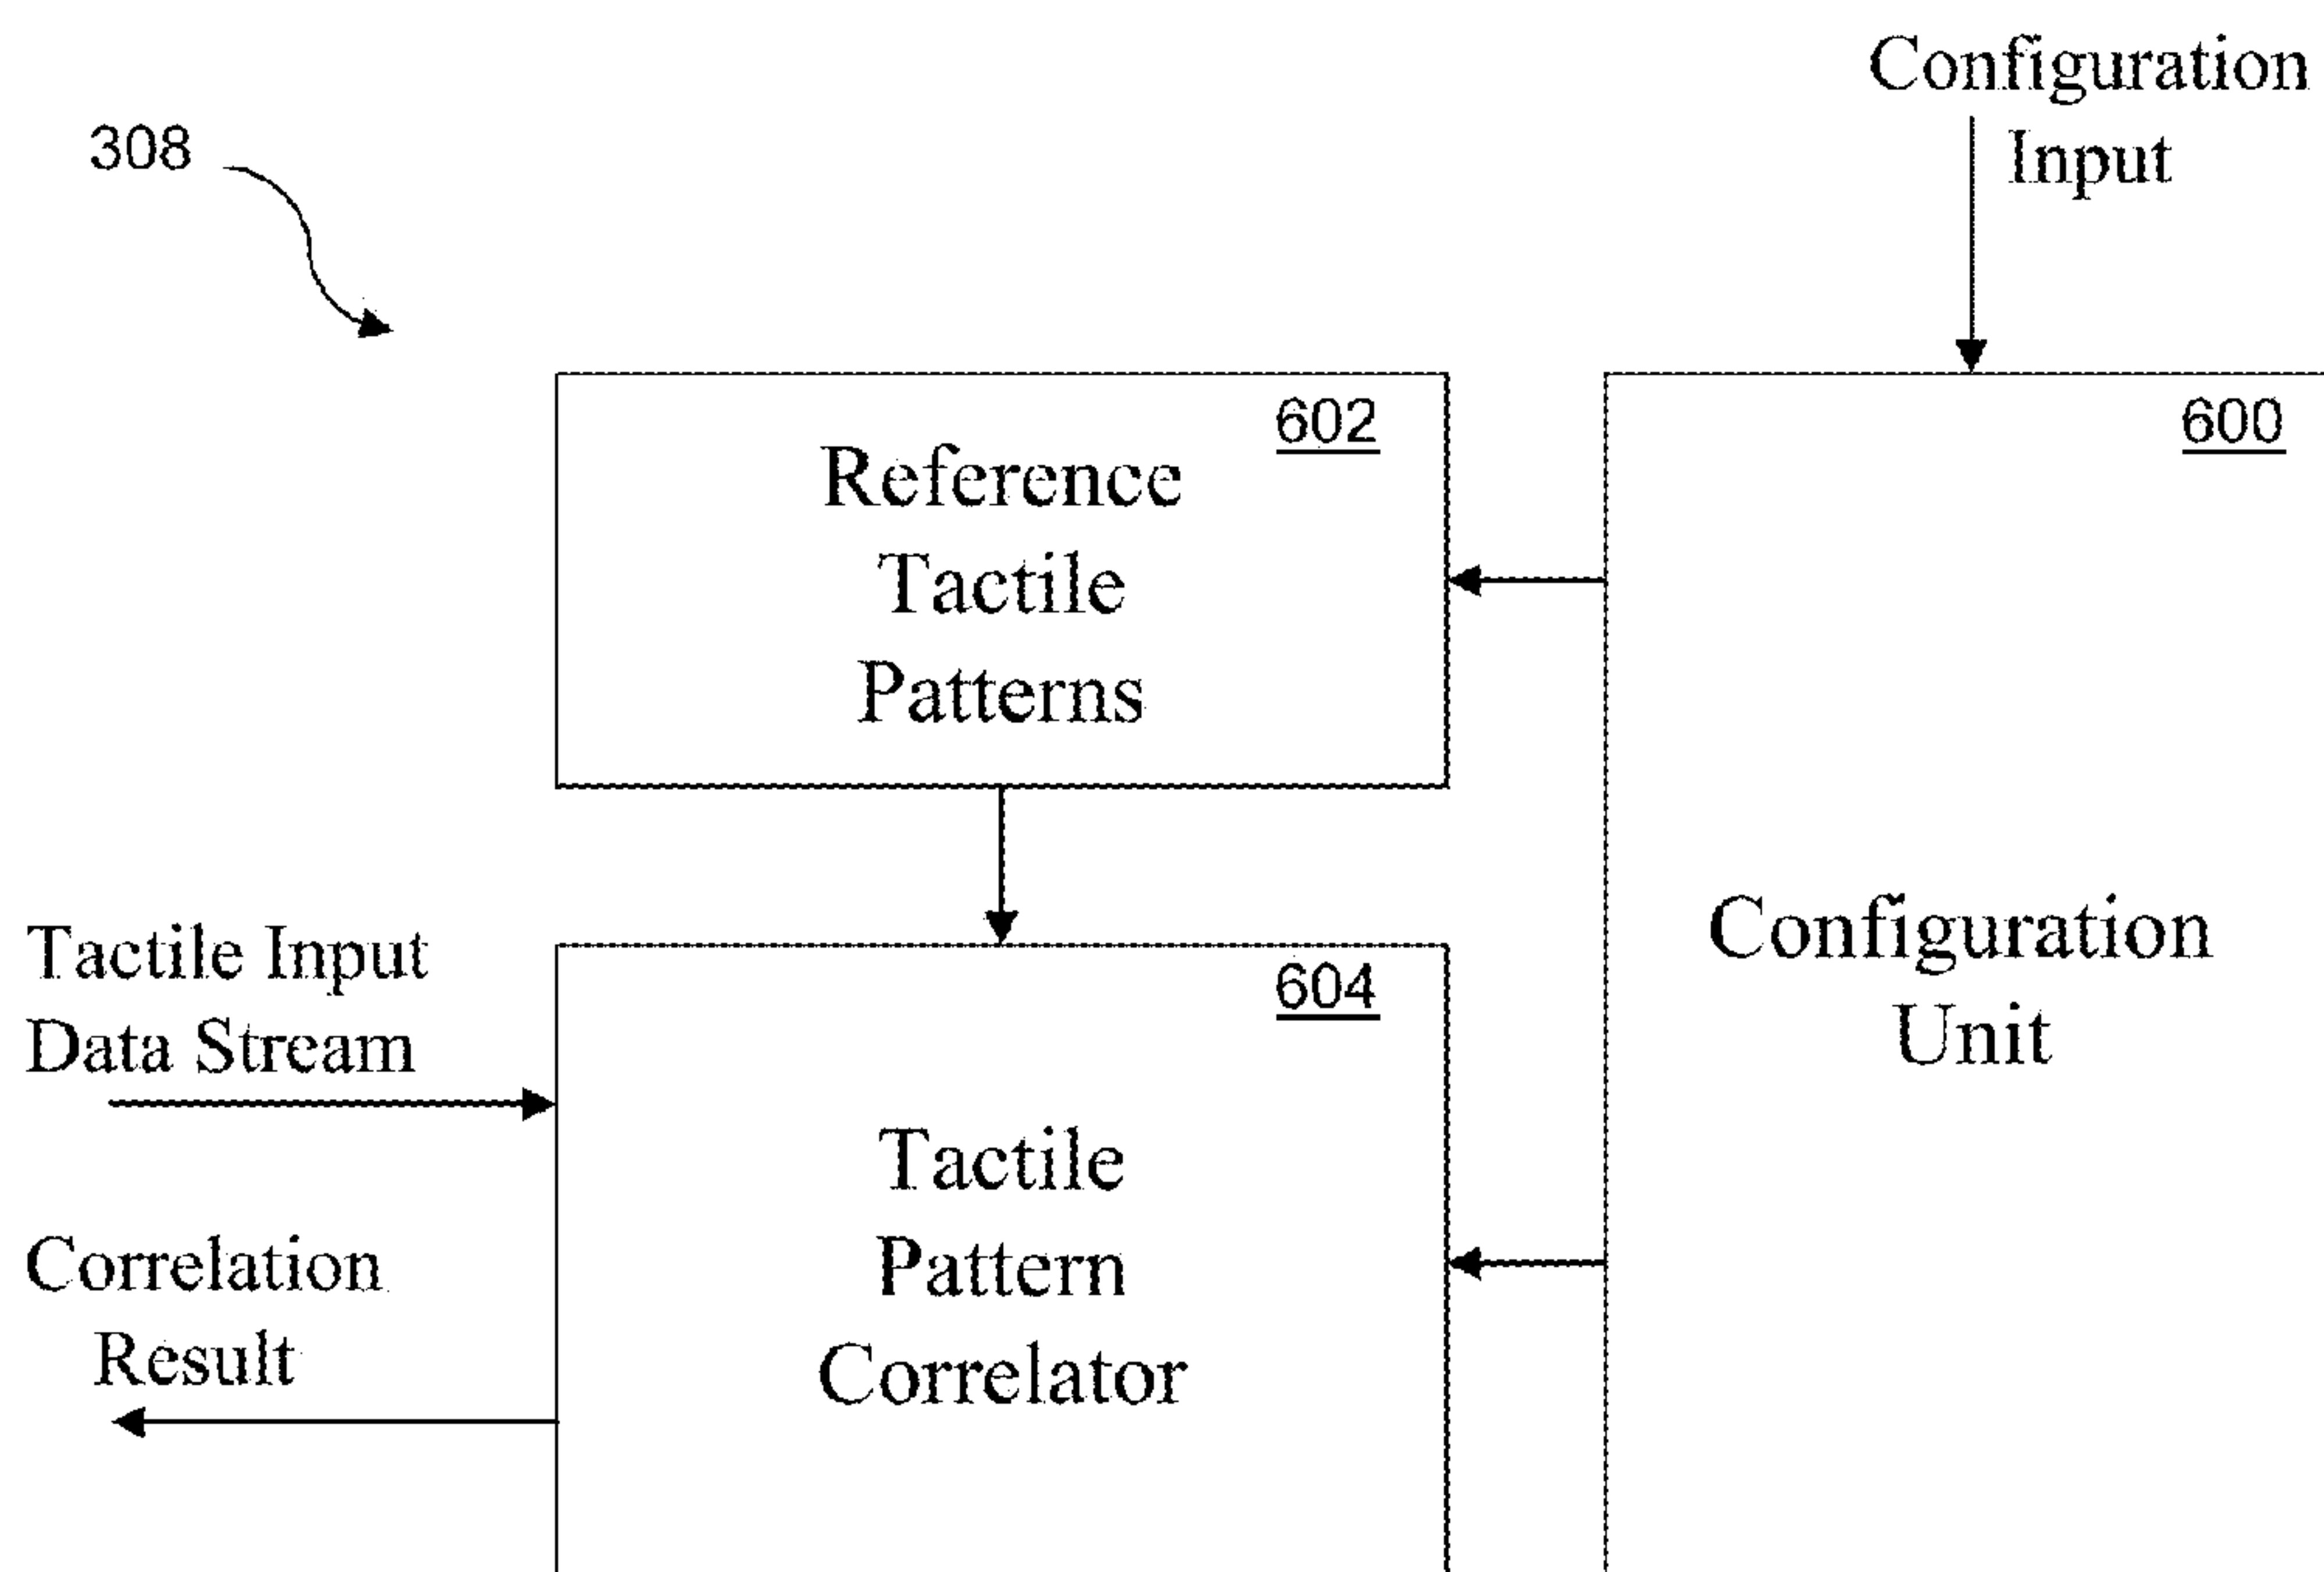 Configuration
Input
308
602
Reference
Tactile
Patterns
600
Configuration
Unit
Tactile Input
Data Stream
604
Tactile
Pattern
Correlator
Correlation
Result